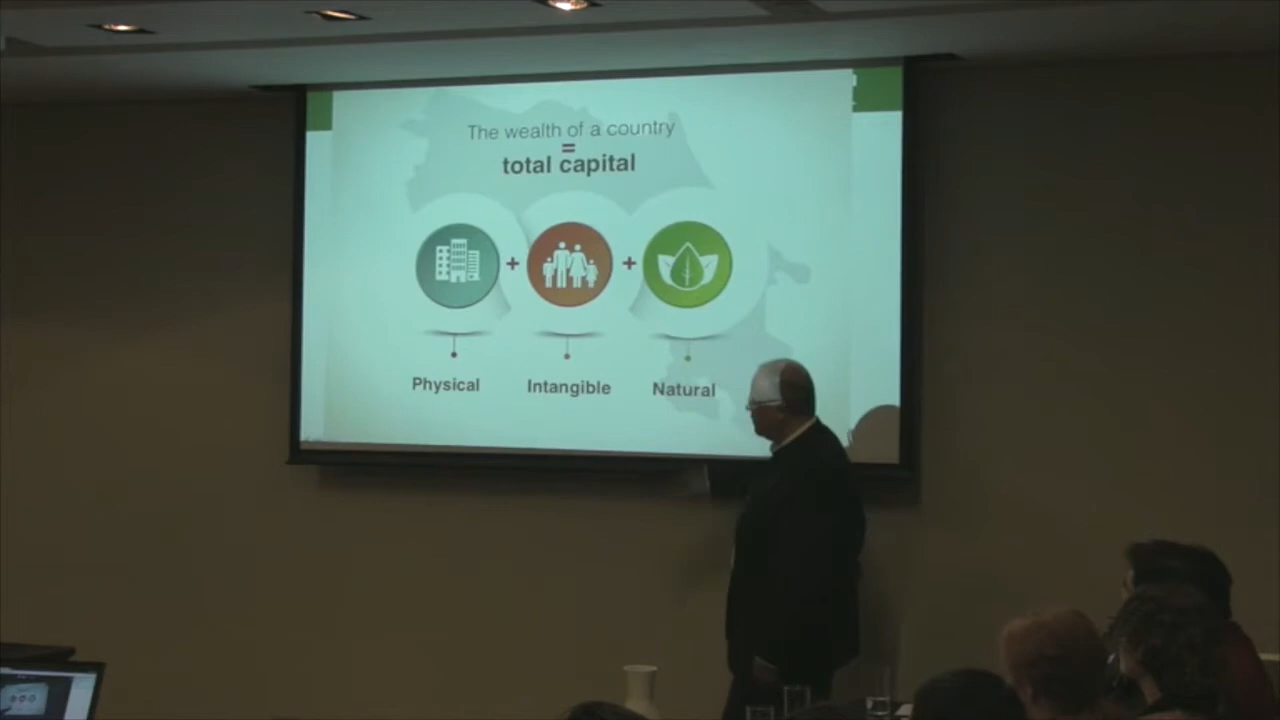 The wealth of a country
=
total capital
+ +
Physical Intangible Natural